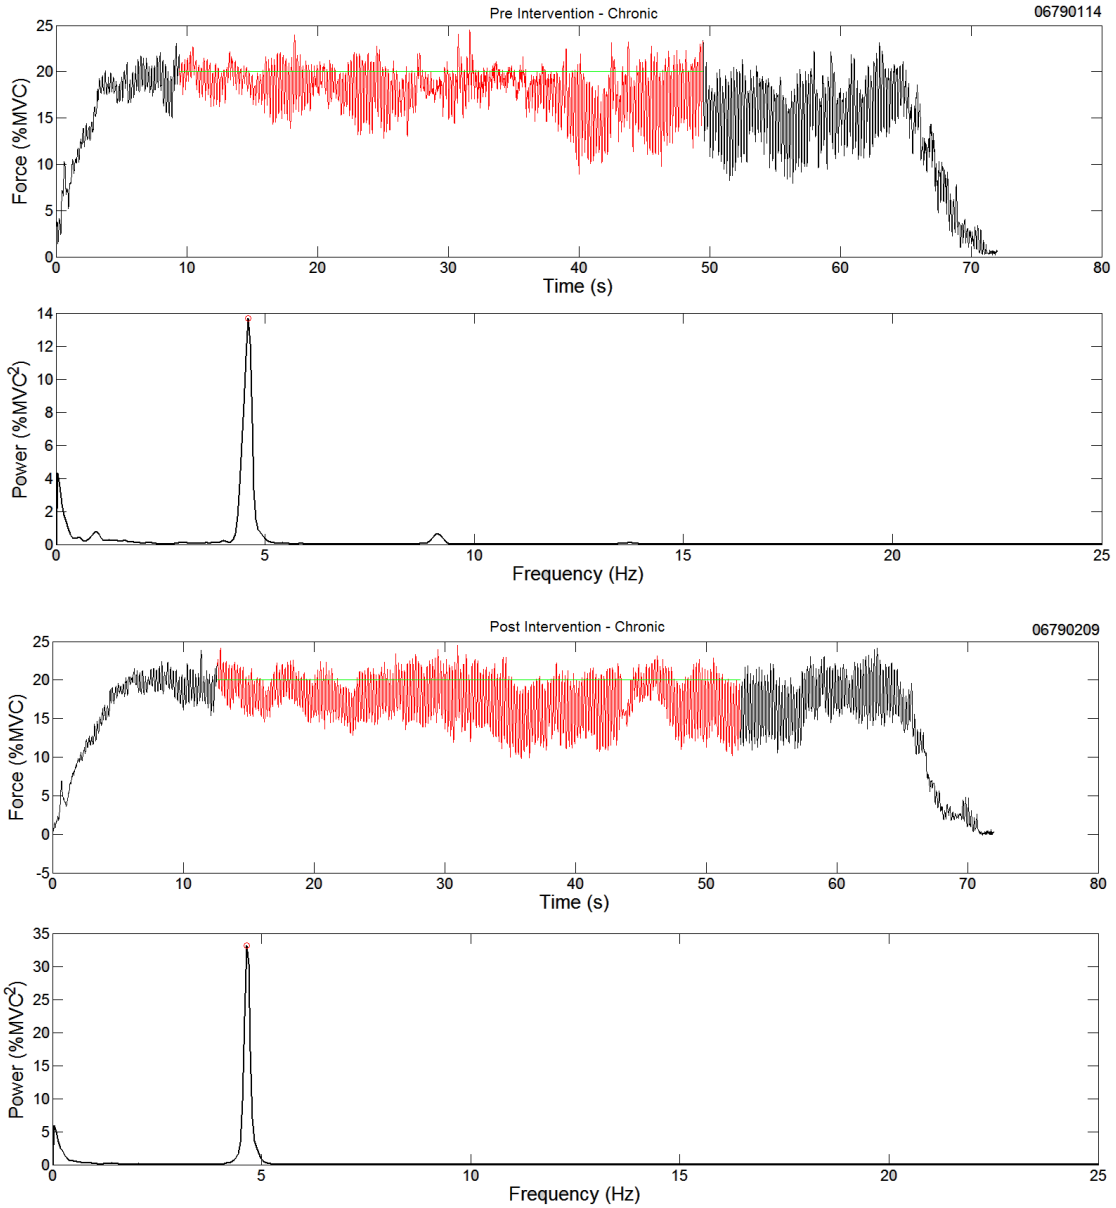 Pre Intervention - Chronic
06790114
Force (%MVC)
25
20
15
10
5
0
0 10 20 30 40 50 60 70 80
Time (s)
Power (%MVC²)
14
12
10
8
6
4
2
0
0 5 10 15 20 25
Frequency (Hz)
Post Intervention - Chronic
06790209
Force (%MVC)
25
20
15
10
5
0
-5
0 10 20 30 40 50 60 70 80
Time (s)
Power (%MVC²)
35
30
25
20
15
10
5
0
0 5 10 15 20 25
Frequency (Hz)